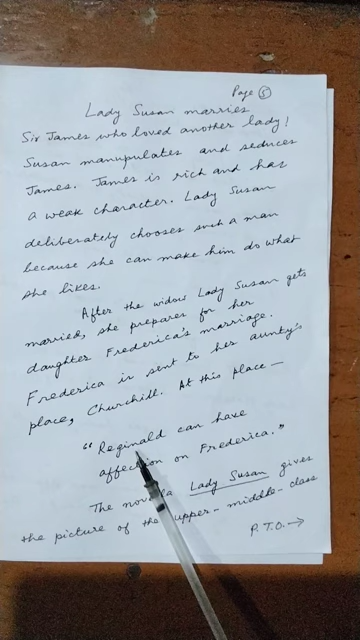 Page 5
Lady Susan marries
Sir James who loved another lady!
Susan manupulates and seduces
James. James is rich and has
a weak character. Lady Susan
deliberately chooses such a man
because she can make him do what
she likes.
After the widow Lady Susan gets
married, she prepares for her
daughter Frederica's marriage.
Frederica is sent to her aunty's
place, Churchill. At this place —
"Reginald can have
affection on Frederica."
The Lady Susan gives
the picture of the upper-middle-class
P.T.O. →